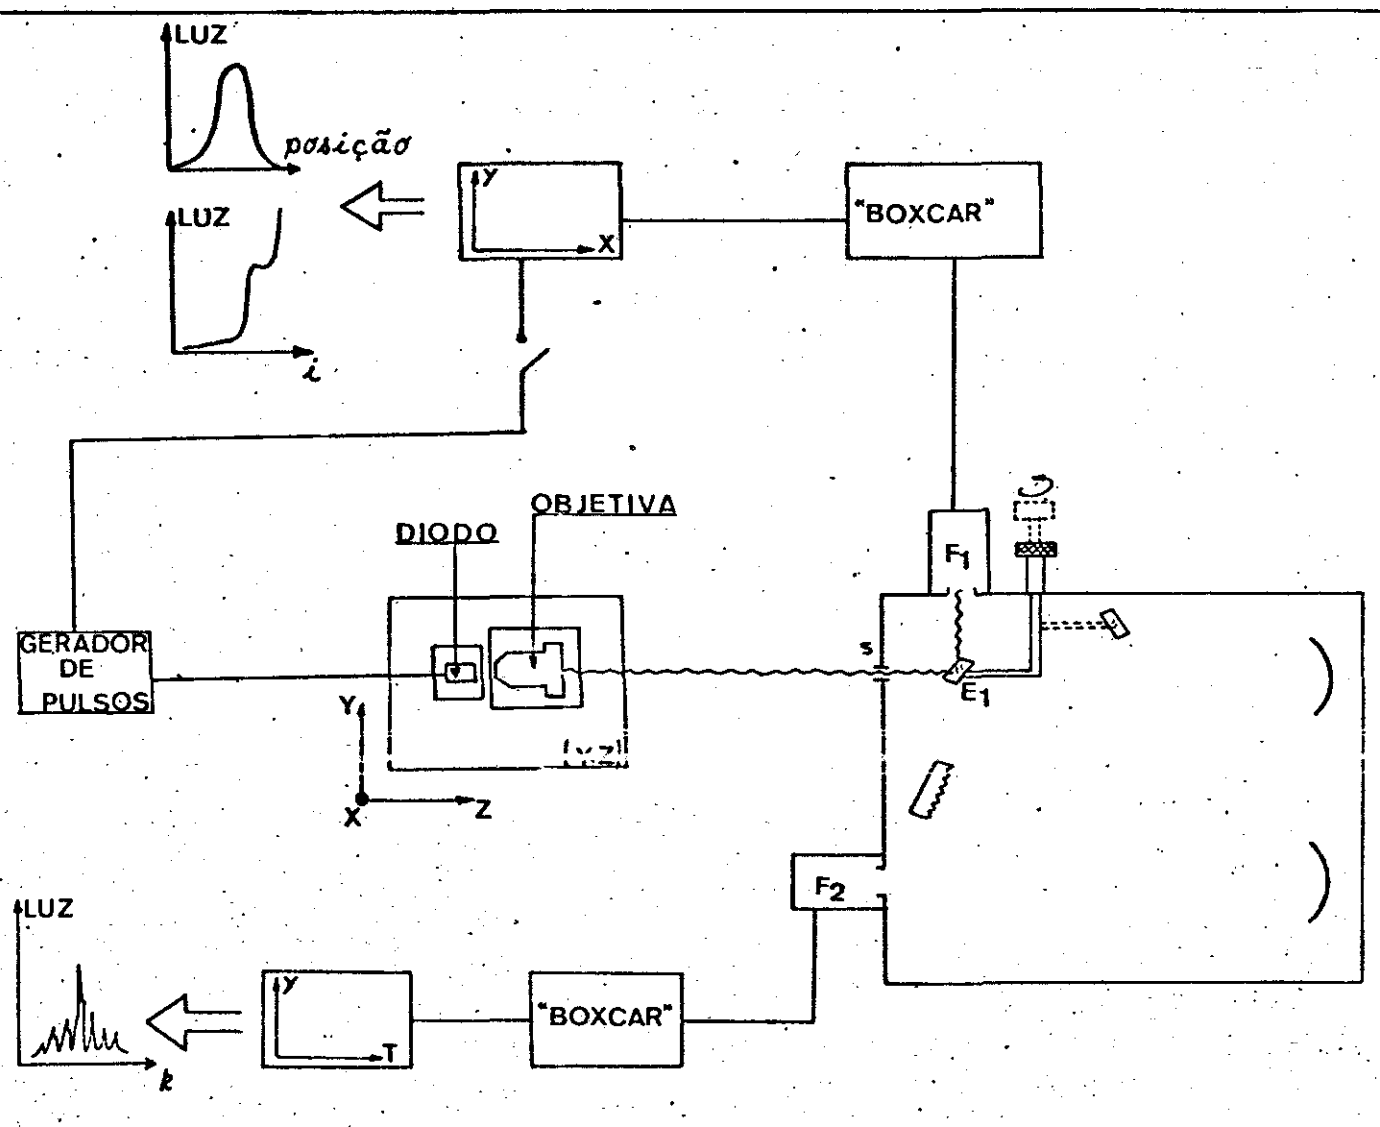 LUZ
posição
LUZ
i
y
X
"BOXCAR"
OBJETIVA
DIODO
F1
GERADOR
DE
PULSOS
S
E1
Y
X
Z
F2
LUZ
k
y
T
"BOXCAR"